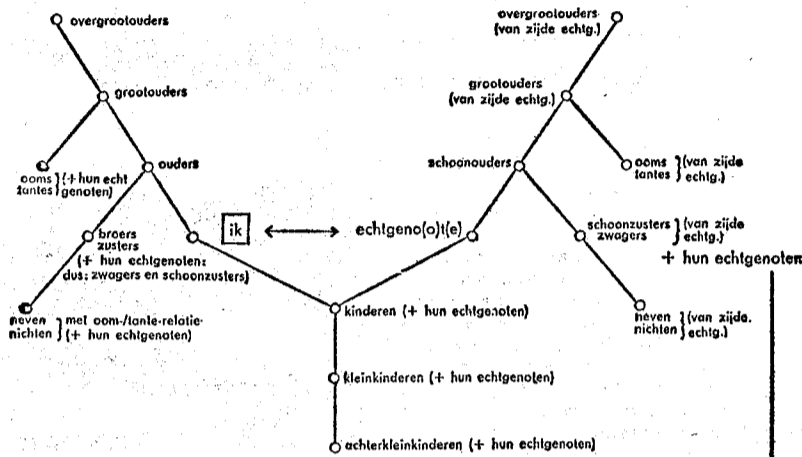 overgrootouders
overgrootouders
(van zijde echtg.)
grootouders
grootouders
(van zijde echtg.)
ooms } (+ hun echt
tantes } genoten)
ouders
schoonouders
ooms } (van zijde
tantes } echtg.)
broers
zusters
(+ hun echtgenoten:
dus; zwagers en schoonzusters)
ik
echtgeno(o)t(e)
schoonzusters } (van zijde
zwagers } echtg.)
+ hun echtgenoten
neven } met oom-/tante-relatie
nichten } (+ hun echtgenoten)
kinderen (+ hun echtgenoten)
neven } (van zijde.
nichten } echtg.)
kleinkinderen (+ hun echtgenoten)
achterkleinkinderen (+ hun echtgenoten)